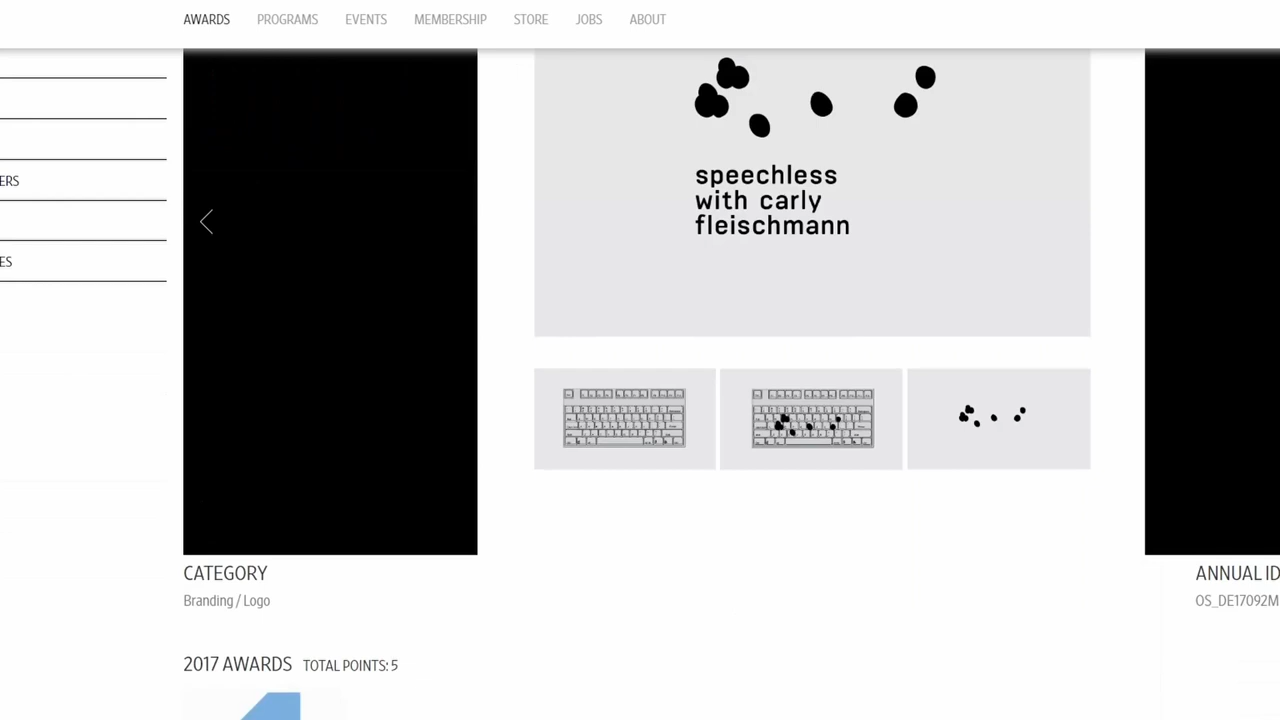 AWARDS PROGRAMS EVENTS MEMBERSHIP STORE JOBS ABOUT
ERS
ES
speechless
with carly
fleischmann
CATEGORY
Branding / Logo
ANNUAL ID
OS_DE17092M
2017 AWARDS TOTAL POINTS: 5